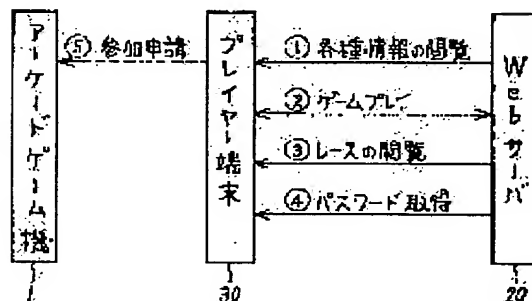 アーケードゲーム機
⑤ 参加申請
プレイヤー端末
① 各種情報の閲覧
② ゲームプレイ
③ レースの閲覧
④ パスワード取得
Webサーバ
1
30
20